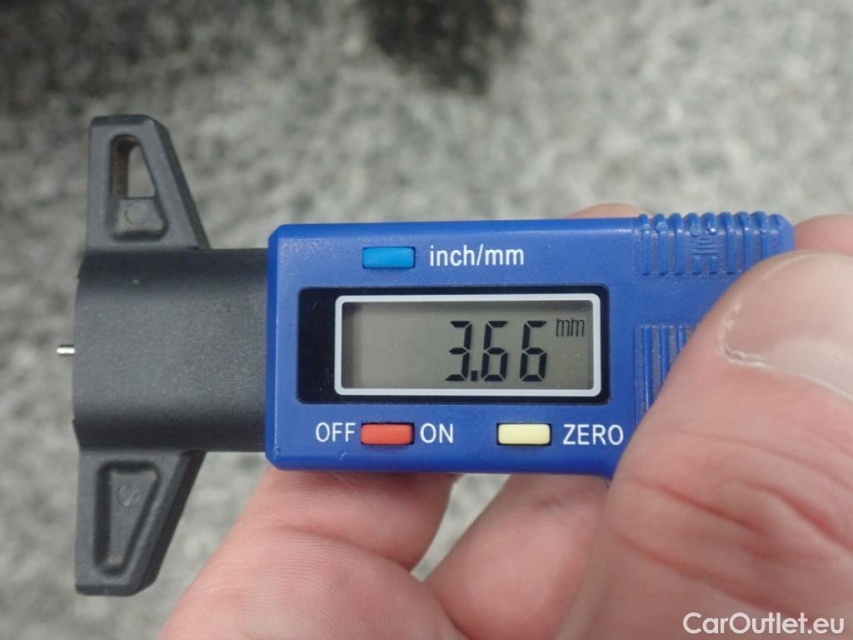 inch/mm
3.66 mm
OFF ON ZERO
CarOutlet.eu